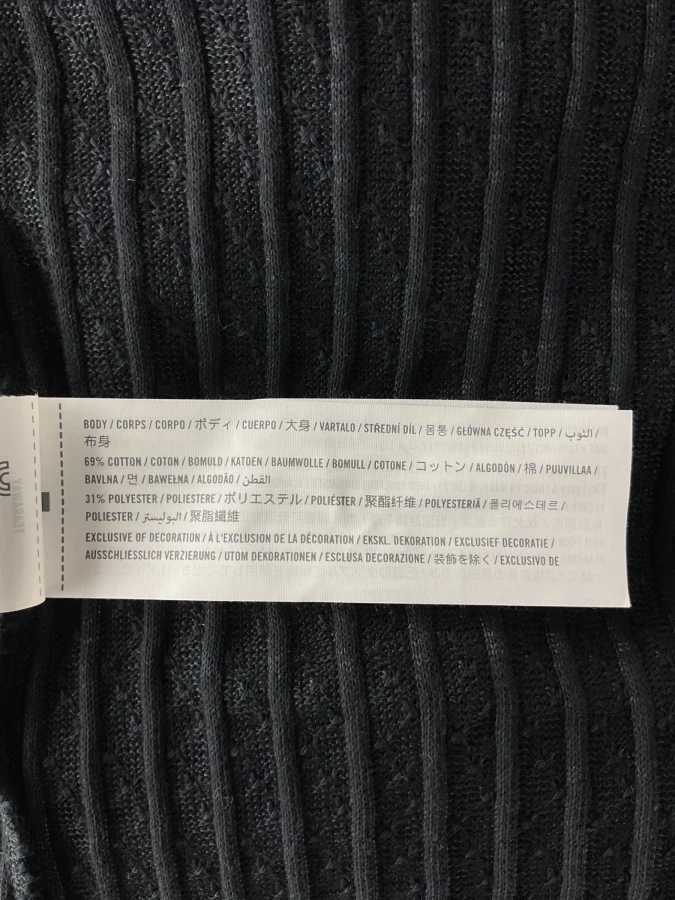 BODY / CORPS / CORPO / ボディ / CUERPO / 大身 / VARTALO / STŘEDNÍ DÍL / 몸통 / GŁÓWNA CZĘŚĆ / TOPP / الثوب /
布身
69% COTTON / COTON / BOMULD / KATOEN / BAUMWOLLE / BOMULL / COTONE / コットン / ALGODÓN / 棉 / PUUVILLAA /
BAVLNA / 면 / BAWEŁNA / ALGODÃO / القطن
31% POLYESTER / POLIESTERE / ポリエステル / POLIÉSTER / 聚酯纤维 / POLYESTERIÄ / 폴리에스테르 /
POLIESTER / البوليستر / 聚脂纖維
EXCLUSIVE OF DECORATION / À L'EXCLUSION DE LA DÉCORATION / EKSKL. DEKORATION / EXCLUSIEF DECORATIE /
AUSSCHLIESSLICH VERZIERUNG / UTOM DEKORATIONEN / ESCLUSA DECORAZIONE / 装飾を除く / EXCLUSIVO DE